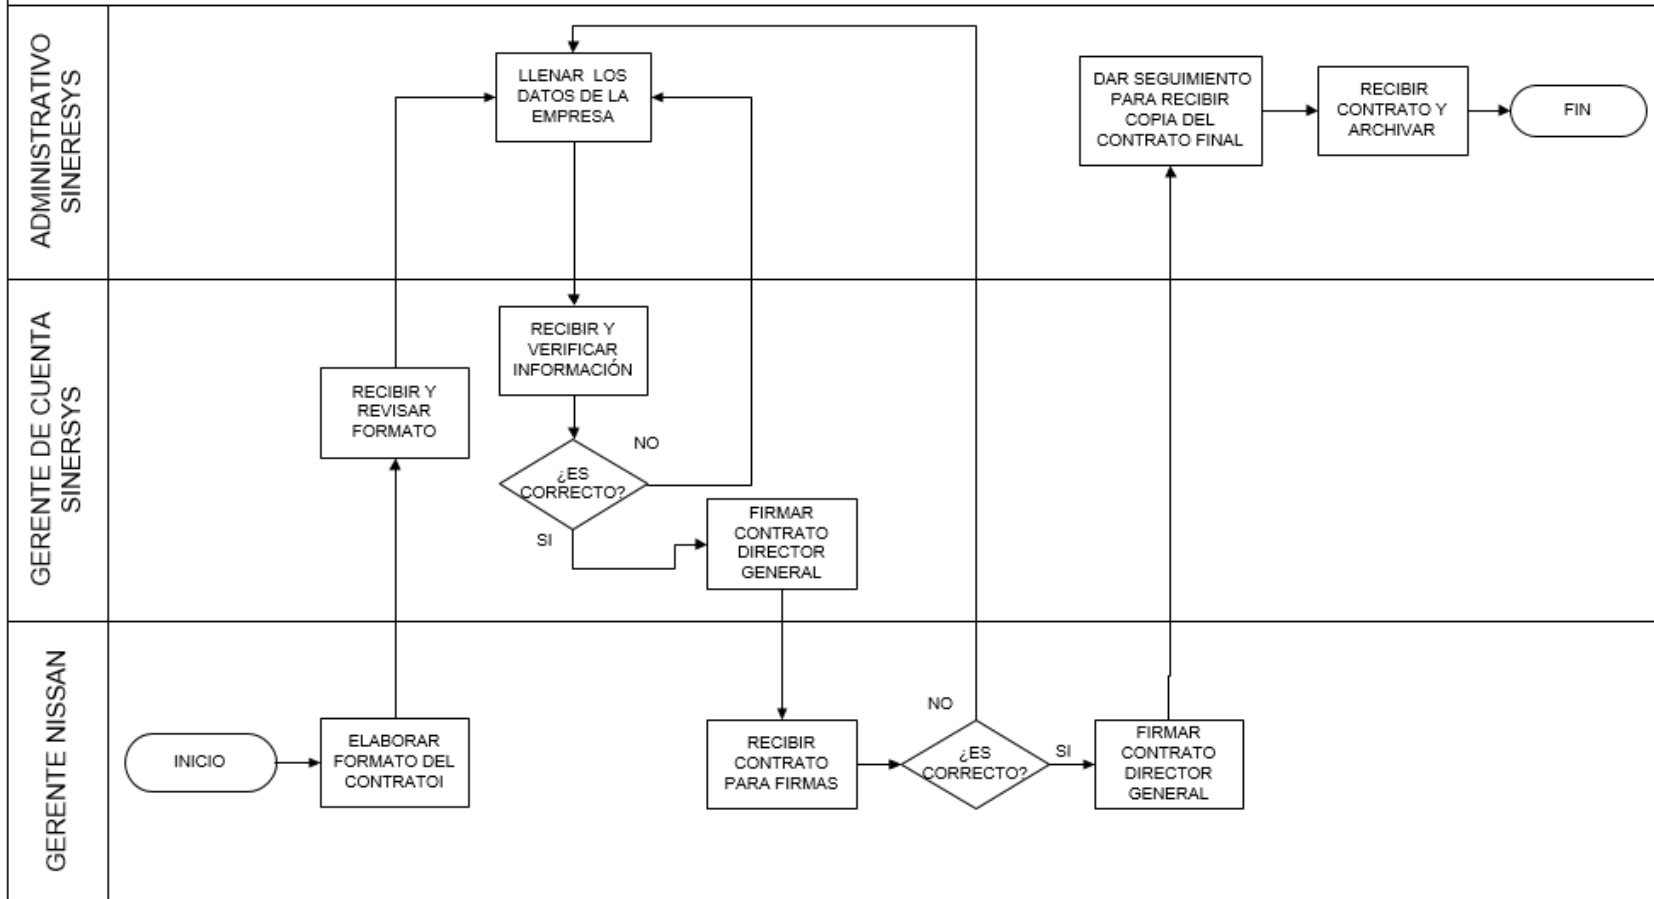 ADMINISTRATIVO
SINERESYS
LLENAR LOS
DATOS DE LA
EMPRESA
DAR SEGUIMIENTO
PARA RECIBIR
COPIA DEL
CONTRATO FINAL
RECIBIR
CONTRATO Y
ARCHIVAR
FIN
GERENTE DE CUENTA
SINERSYS
RECIBIR Y
REVISAR
FORMATO
RECIBIR Y
VERIFICAR
INFORMACIÓN
¿ES
CORRECTO?
NO
SI
FIRMAR
CONTRATO
DIRECTOR
GENERAL
GERENTE NISSAN
INICIO
ELABORAR
FORMATO DEL
CONTRATOI
RECIBIR
CONTRATO
PARA FIRMAS
¿ES
CORRECTO?
NO
SI
FIRMAR
CONTRATO
DIRECTOR
GENERAL